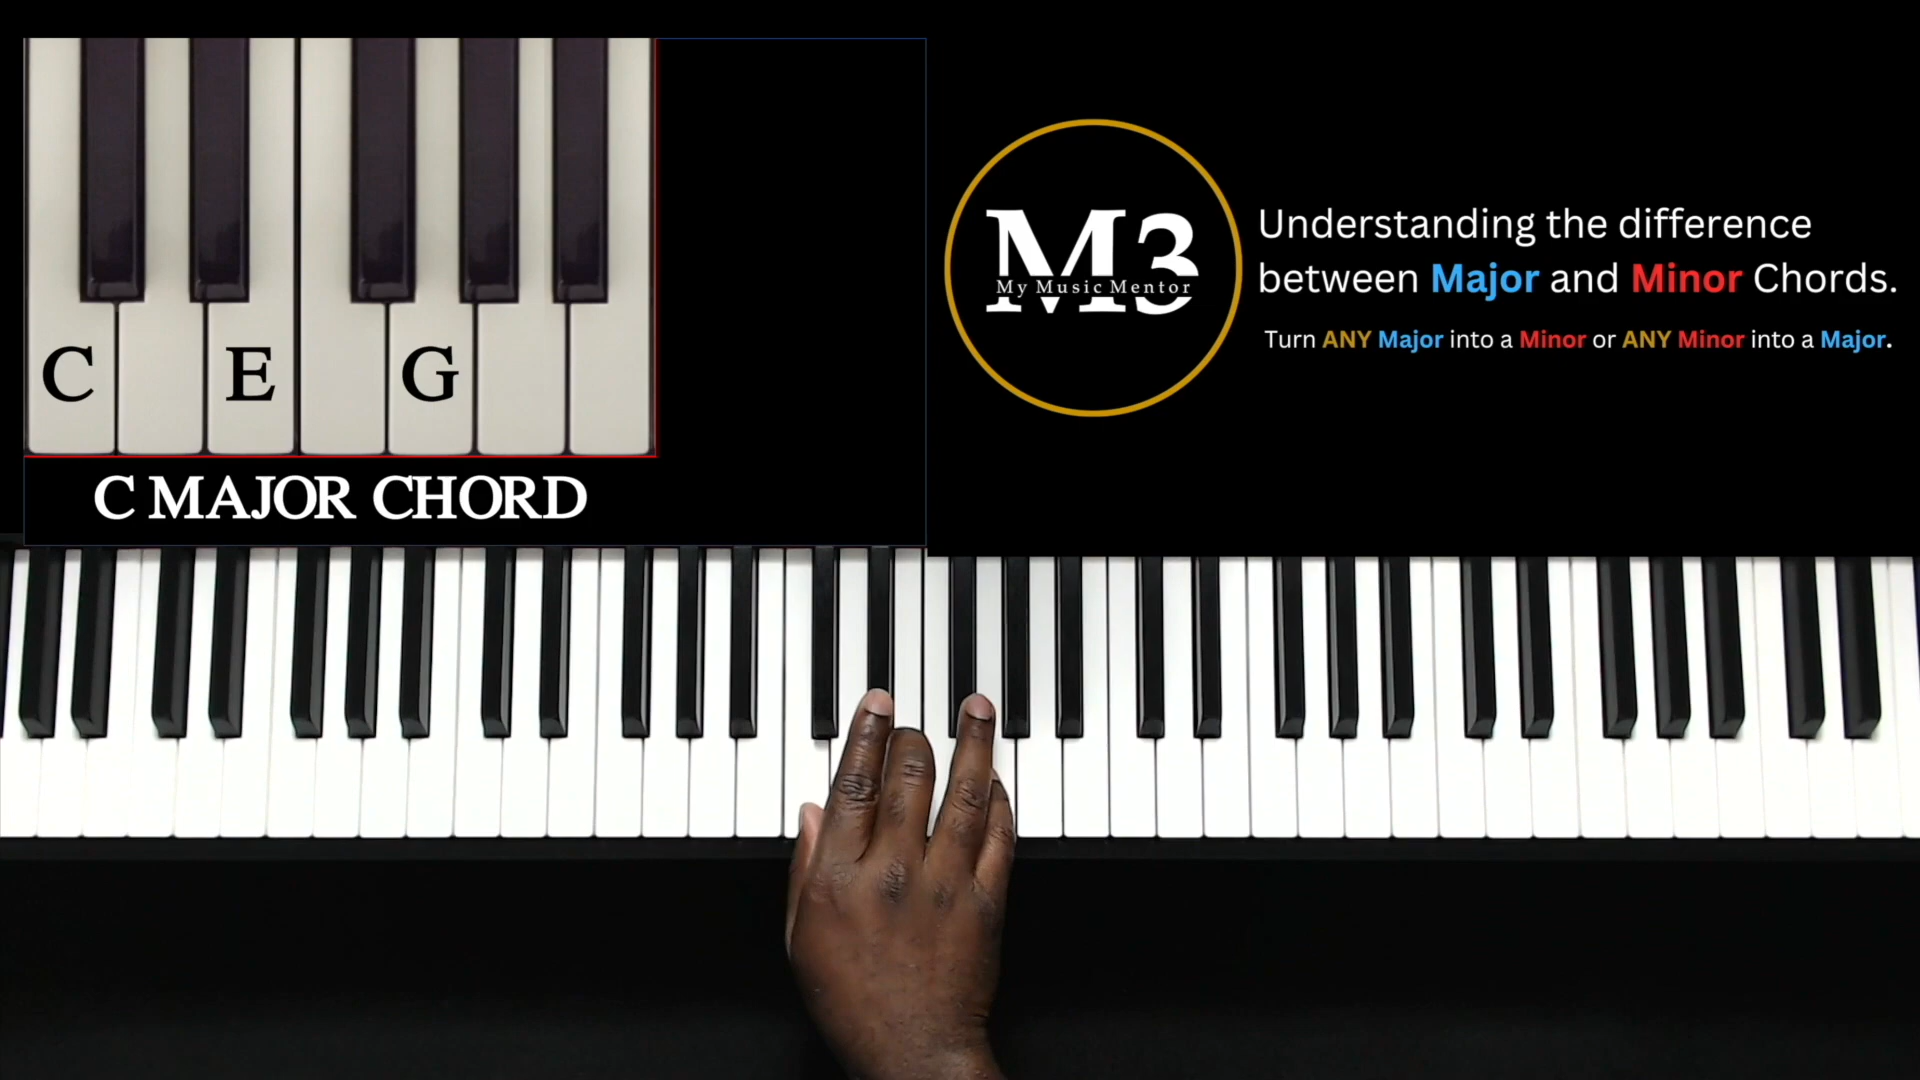 C E G
C MAJOR CHORD
M3
My Music Mentor
Understanding the difference
between Major and Minor Chords.
Turn ANY Major into a Minor or ANY Minor into a Major.